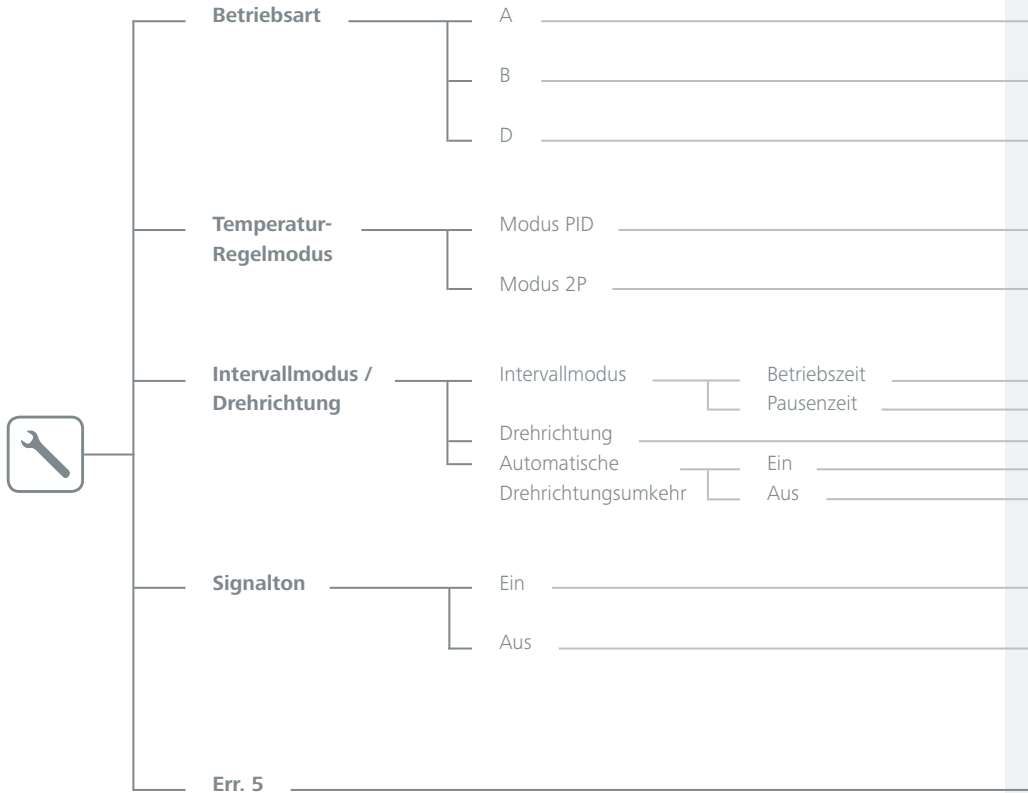 Betriebsart
A
B
D
Temperatur-
Regelmodus
Modus PID
Modus 2P
Intervallmodus /
Drehrichtung
Intervallmodus
Betriebszeit
Pausenzeit
Drehrichtung
Automatische
Drehrichtungsumkehr
Ein
Aus
Signalton
Ein
Aus
Err. 5